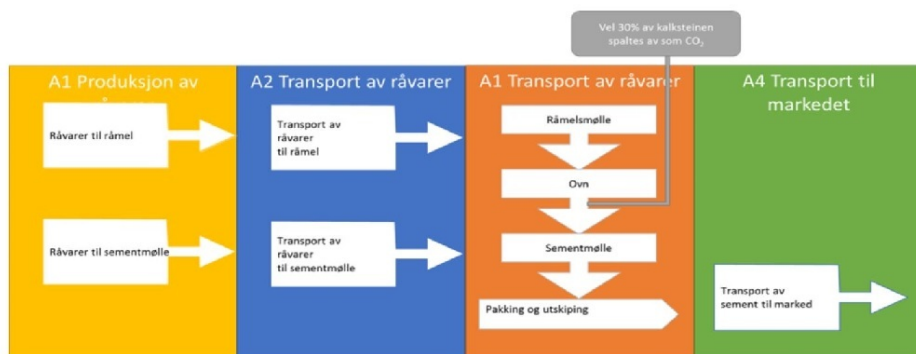 Vel 30% av kalksteinen
spaltes av som CO₂
A1 Produksjon av
Råvarer til råmel
Råvarer til sementmølle
A2 Transport av råvarer
Transport av
råvarer
til råmel
Transport av
råvarer
til sementmølle
A1 Transport av råvarer
Råmelsmølle
Ovn
Sementmølle
Pakking og utskiping
A4 Transport til
markedet
Transport av
sement til marked